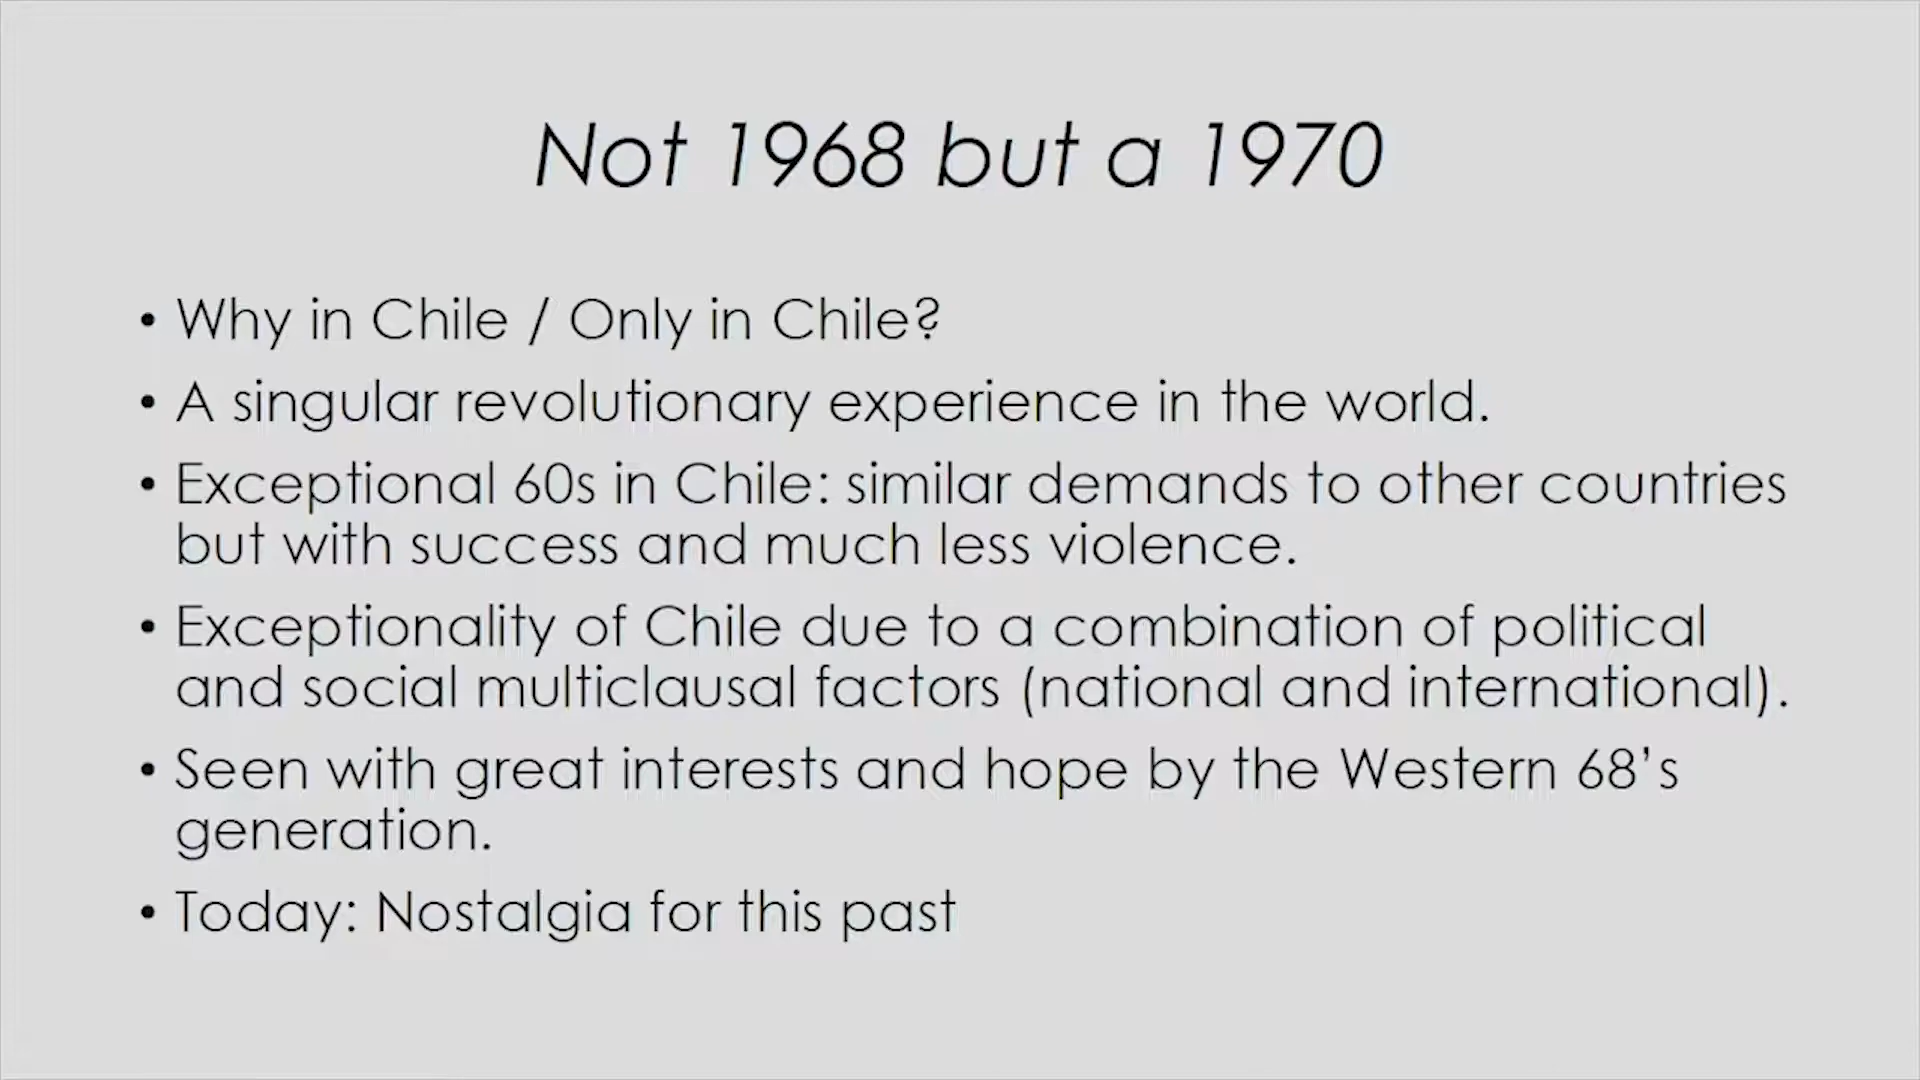 Not 1968 but a 1970
• Why in Chile / Only in Chile?
• A singular revolutionary experience in the world.
• Exceptional 60s in Chile: similar demands to other countries
but with success and much less violence.
• Exceptionality of Chile due to a combination of political
and social multiclausal factors (national and international).
• Seen with great interests and hope by the Western 68’s
generation.
• Today: Nostalgia for this past